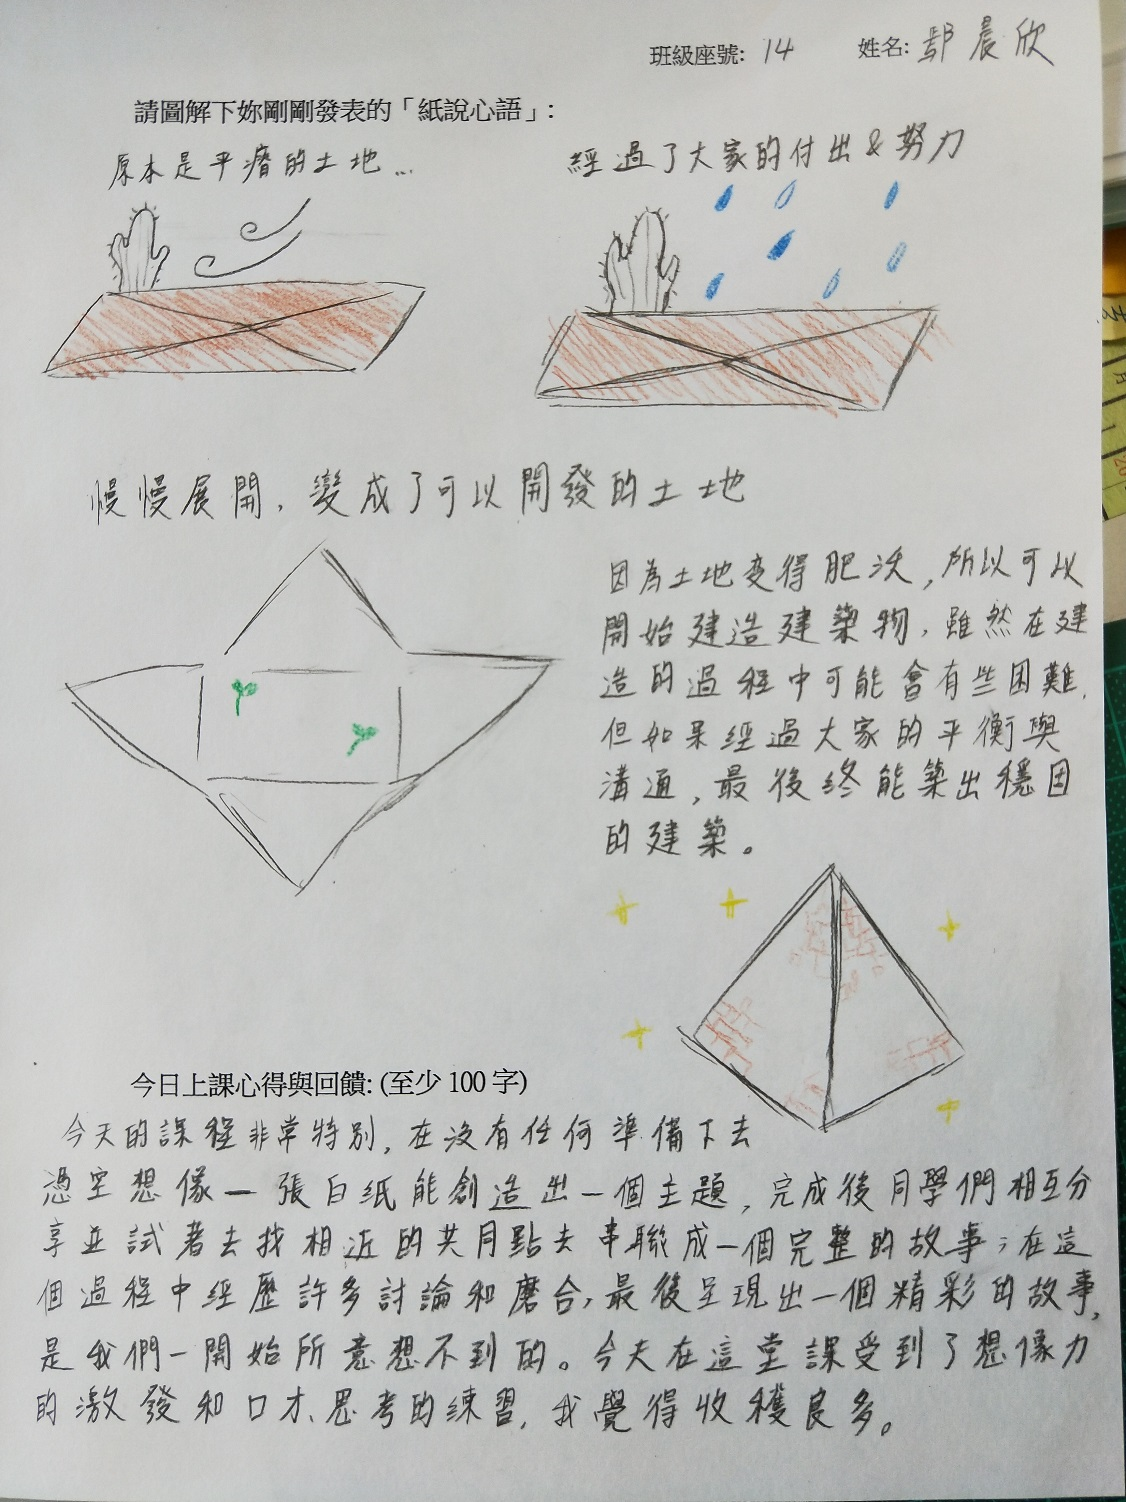 班級座號: 14 姓名: 鄢晨欣
請圖解下妳剛剛發表的「紙說心語」:
原本是平瘠的土地...
經過了大家的付出&努力
慢慢展開,變成了可以開發的土地
因為土地变得肥沃,所以可以
開始建造建築物,雖然在建
造的過程中可能會有些困難,
但如果經過大家的平衡與
溝通,最後終能築出穩固
的建築。
今日上課心得與回饋: (至少 100 字)
今天的課程非常特別,在沒有任何準備下去
憑空想像一張白紙能創造出一個主題,完成後同學們相互分
享並試著去找相近的共同點去串聯成一個完整的故事;在這
個過程中經歷許多討論和磨合,最後呈現出一個精彩的故事,
是我們一開始所意想不到的。今天在這堂課受到了想像力
的激發和口才、思考的練習,我覺得收穫良多。